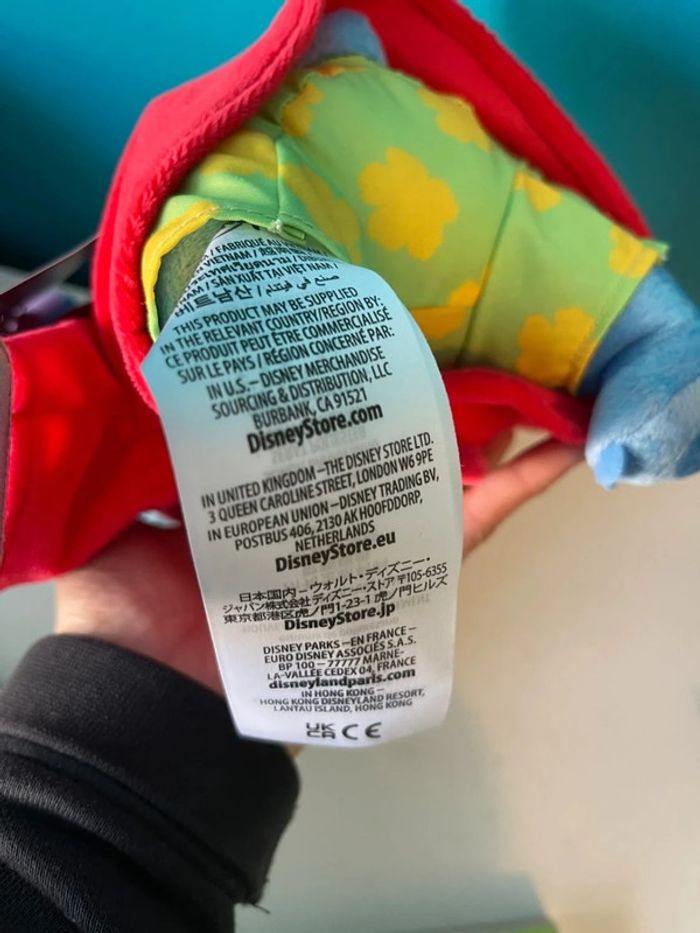 / FABRIQUÉ AU
VIETNAM /
/ SẢN XUẤT TẠI VIỆT NAM /
베트남산 / صنع في فيتنام /
THIS PRODUCT MAY BE SUPPLIED
IN THE RELEVANT COUNTRY/REGION BY:
CE PRODUIT PEUT ÊTRE COMMERCIALISÉ
SUR LE PAYS / RÉGION CONCERNÉ PAR:
IN U.S.– DISNEY MERCHANDISE
SOURCING & DISTRIBUTION, LLC
BURBANK, CA 91521
DisneyStore.com
IN UNITED KINGDOM –THE DISNEY STORE LTD.
3 QUEEN CAROLINE STREET, LONDON W6 9PE
IN EUROPEAN UNION –DISNEY TRADING BV,
POSTBUS 406, 2130 AK HOOFDDORP,
NETHERLANDS
DisneyStore.eu
日本国内 – ウォルト・ディズニー・
ジャパン株式会社 ディズニー・ストア 〒105-6355
東京都港区虎ノ門1-23-1 虎ノ門ヒルズ
DisneyStore.jp
DISNEY PARKS –EN FRANCE –
EURO DISNEY ASSOCIÉS S.A.S.
BP 100 – 77777 MARNE-
LA-VALLÉE CEDEX 04, FRANCE
disneylandparis.com
IN HONG KONG –
HONG KONG DISNEYLAND RESORT,
LANTAU ISLAND, HONG KONG
UK CA CE